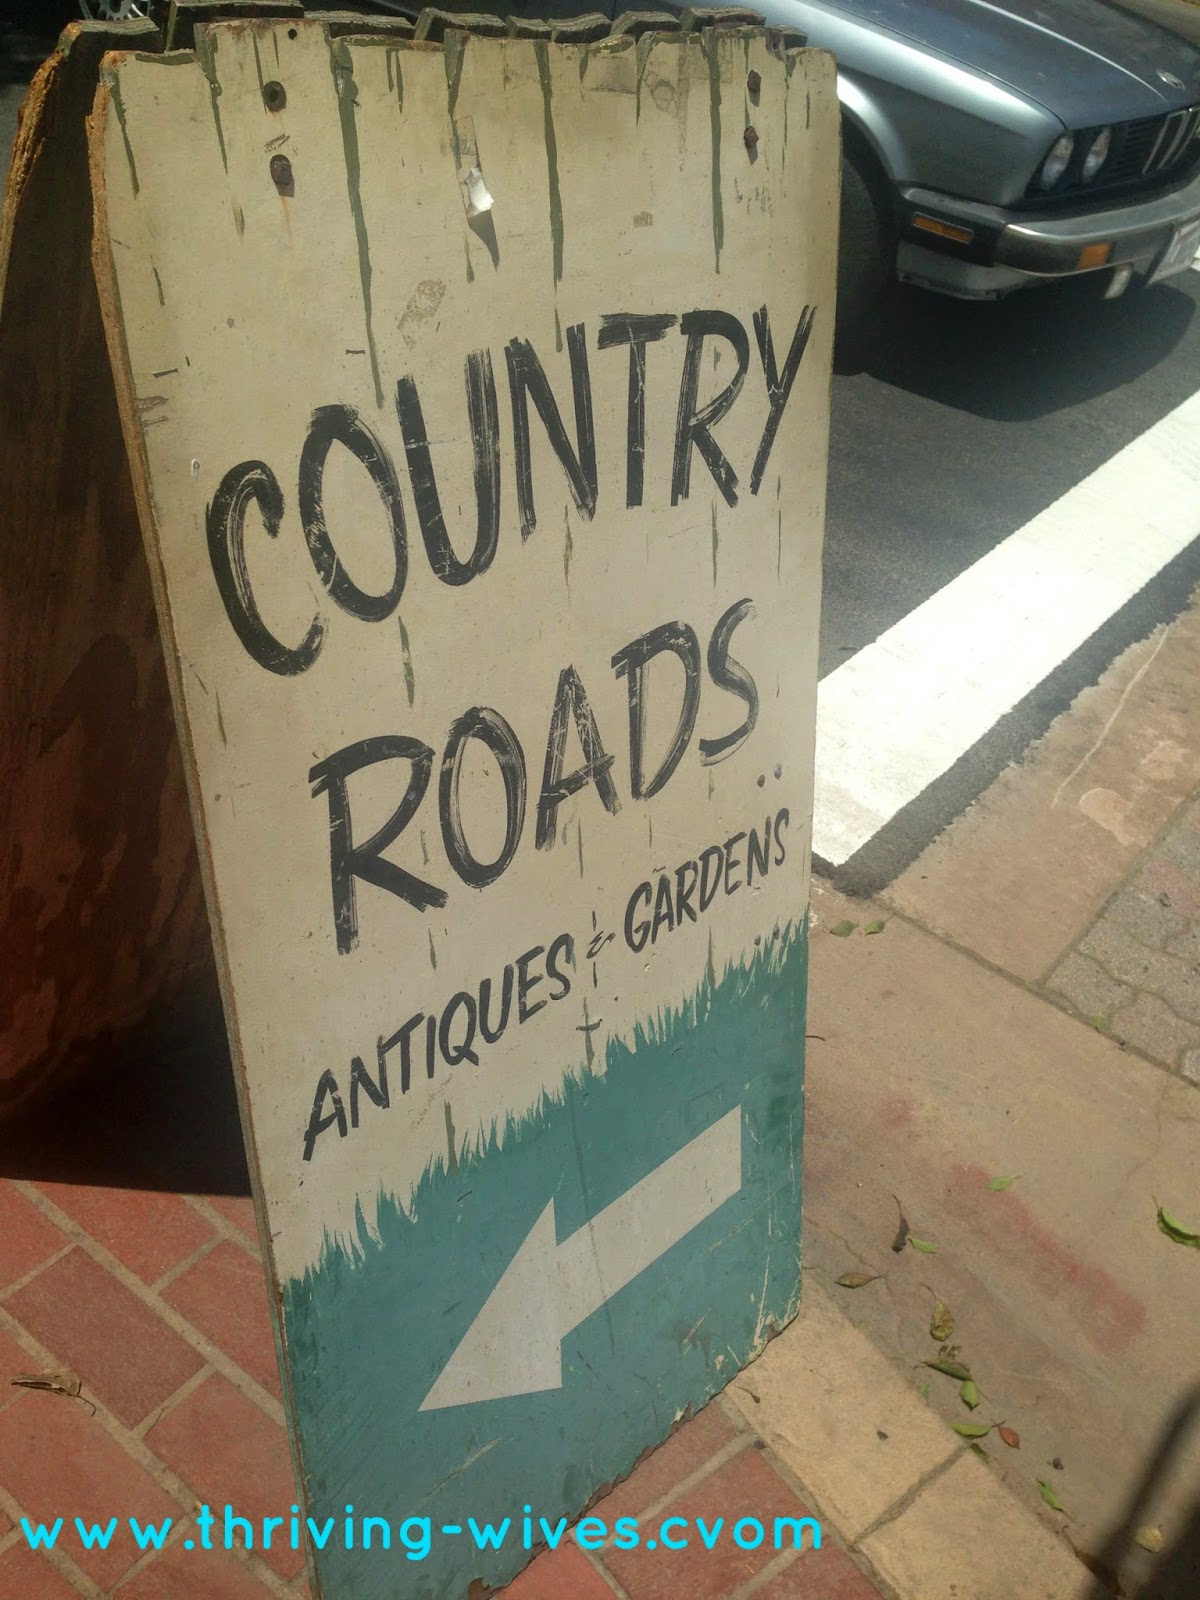 COUNTRY
ROADS
ANTIQUES & GARDENS
www.thriving-wives.cvom